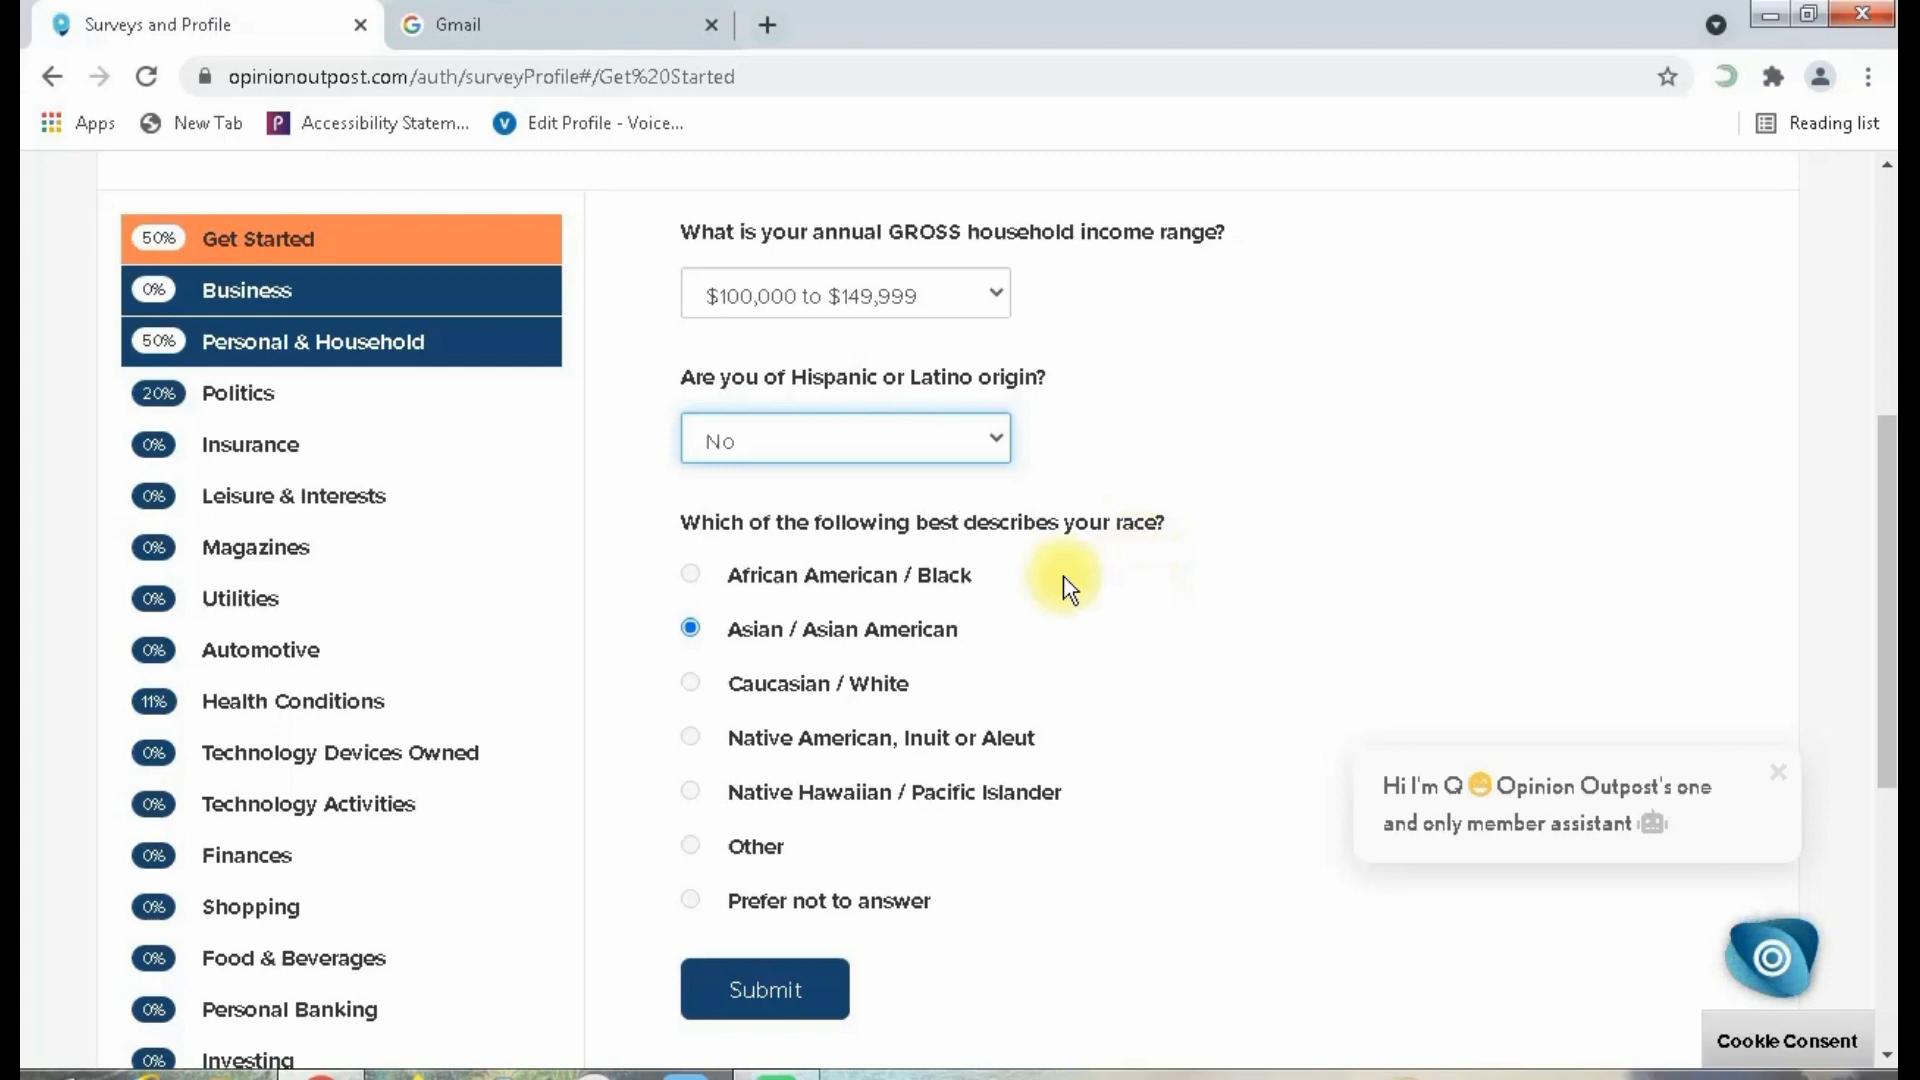 Surveys and Profile
Gmail
opinionoutpost.com/auth/surveyProfile#/Get%20Started
Apps
New Tab
Accessibility Statem...
Edit Profile - Voice...
Reading list
What is your annual GROSS household income range?
$100,000 to $149,999
Are you of Hispanic or Latino origin?
No
Which of the following best describes your race?
African American / Black
Asian / Asian American
Caucasian / White
Native American, Inuit or Aleut
Native Hawaiian / Pacific Islander
Other
Prefer not to answer
Submit
50% Get Started
0% Business
50% Personal & Household
20% Politics
0% Insurance
0% Leisure & Interests
0% Magazines
0% Utilities
0% Automotive
11% Health Conditions
0% Technology Devices Owned
0% Technology Activities
0% Finances
0% Shopping
0% Food & Beverages
0% Personal Banking
0% Investing
Hi I'm Q 😁 Opinion Outpost's one
and only member assistant 🤖
Cookie Consent